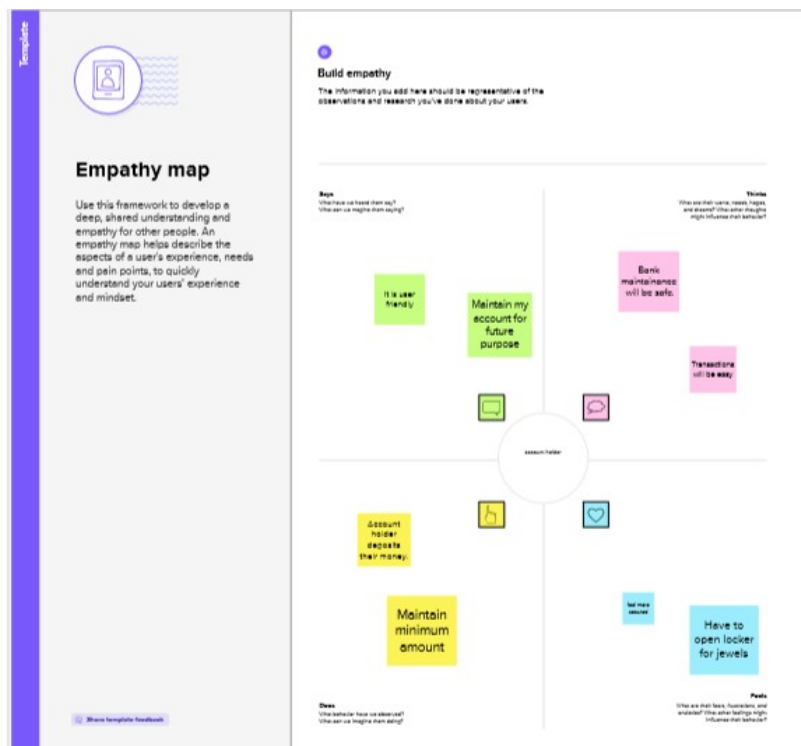 Template
Empathy map
Use this framework to develop a
deep, shared understanding and
empathy for other people. An
empathy map helps describe the
aspects of a user's experience, needs
and pain points, to quickly
understand your users' experience
and mindset.
Share template feedback
Build empathy
The information you add here should be representative of the
observations and research you've done about your users.
Says
What have we heard them say?
What can we imagine them saying?
Thinks
What are their wants, needs, hopes,
and dreams? What other thoughts
might influence their behavior?
It is user
friendly
Maintain my
account for
future
purpose
Bank
maintainance
will be safe.
Transactions
will be easy
account holder
Account
holder
deposits
their money.
Maintain
minimum
amount
feel more
secured
Have to
open locker
for jewels
Does
What behavior have we observed?
What can we imagine them doing?
Feels
What are their fears, frustrations, and
anxieties? What other feelings might
influence their behavior?